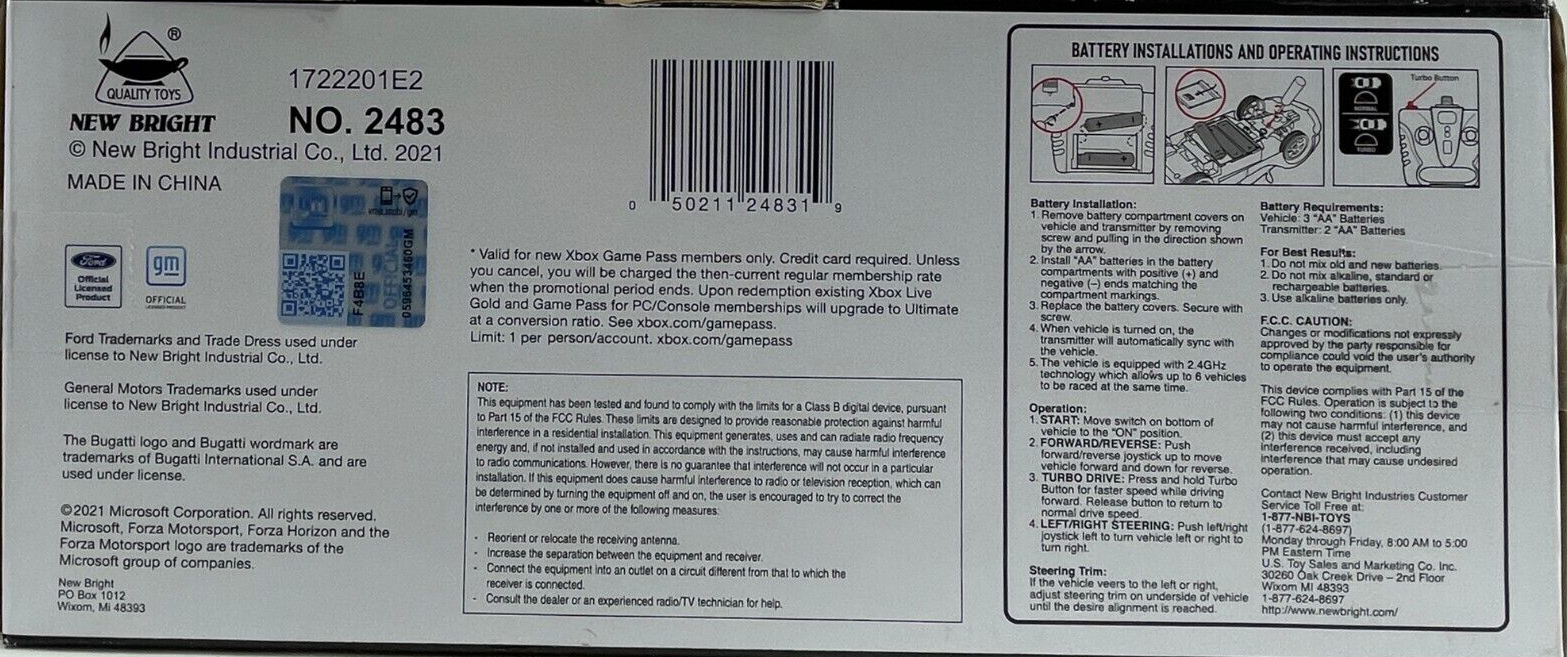 ®
QUALITY TOYS
NEW BRIGHT
1722201E2
NO. 2483
© New Bright Industrial Co., Ltd. 2021
MADE IN CHINA
F4B8E
OFFICIAL
Ford
Official
Licensed
Product
gm
OFFICIAL
LICENSED PRODUCT
Ford Trademarks and Trade Dress used under
license to New Bright Industrial Co., Ltd.
General Motors Trademarks used under
license to New Bright Industrial Co., Ltd.
The Bugatti logo and Bugatti wordmark are
trademarks of Bugatti International S.A. and are
used under license.
©2021 Microsoft Corporation. All rights reserved.
Microsoft, Forza Motorsport, Forza Horizon and the
Forza Motorsport logo are trademarks of the
Microsoft group of companies.
New Bright
PO Box 1012
Wixom, Mi 48393
0 50211 24831 9
* Valid for new Xbox Game Pass members only. Credit card required. Unless
you cancel, you will be charged the then-current regular membership rate
when the promotional period ends. Upon redemption existing Xbox Live
Gold and Game Pass for PC/Console memberships will upgrade to Ultimate
at a conversion ratio. See xbox.com/gamepass.
Limit: 1 per person/account. xbox.com/gamepass
NOTE:
This equipment has been tested and found to comply with the limits for a Class B digital device, pursuant
to Part 15 of the FCC Rules. These limits are designed to provide reasonable protection against harmful
interference in a residential installation. This equipment generates, uses and can radiate radio frequency
energy and, if not installed and used in accordance with the instructions, may cause harmful interference
to radio communications. However, there is no guarantee that interference will not occur in a particular
installation. If this equipment does cause harmful interference to radio or television reception, which can
be determined by turning the equipment off and on, the user is encouraged to try to correct the
interference by one or more of the following measures:
- Reorient or relocate the receiving antenna.
- Increase the separation between the equipment and receiver.
- Connect the equipment into an outlet on a circuit different from that to which the
receiver is connected.
- Consult the dealer or an experienced radio/TV technician for help.
BATTERY INSTALLATIONS AND OPERATING INSTRUCTIONS
NORMAL
TURBO
Turbo Button
Battery Installation:
1. Remove battery compartment covers on
vehicle and transmitter by removing
screw and pulling in the direction shown
by the arrow.
2. Install "AA" batteries in the battery
compartments with positive (+) and
negative (–) ends matching the
compartment markings.
3. Replace the battery covers. Secure with
screw.
4. When vehicle is turned on, the
transmitter will automatically sync with
the vehicle.
5. The vehicle is equipped with 2.4GHz
technology which allows up to 6 vehicles
to be raced at the same time.
Operation:
1. START: Move switch on bottom of
vehicle to the "ON" position.
2. FORWARD/REVERSE: Push
forward/reverse joystick up to move
vehicle forward and down for reverse.
3. TURBO DRIVE: Press and hold Turbo
Button for faster speed while driving
forward. Release button to return to
normal drive speed.
4. LEFT/RIGHT STEERING: Push left/right
joystick left to turn vehicle left or right to
turn right.
Steering Trim:
If the vehicle veers to the left or right,
adjust steering trim on underside of vehicle
until the desire alignment is reached.
Battery Requirements:
Vehicle: 3 "AA" Batteries
Transmitter: 2 "AA" Batteries
For Best Results:
1. Do not mix old and new batteries.
2. Do not mix alkaline, standard or
rechargeable batteries.
3. Use alkaline batteries only.
F.C.C. CAUTION:
Changes or modifications not expressly
approved by the party responsible for
compliance could void the user's authority
to operate the equipment.
This device complies with Part 15 of the
FCC Rules. Operation is subject to the
following two conditions: (1) this device
may not cause harmful interference, and
(2) this device must accept any
interference received, including
interference that may cause undesired
operation.
Contact New Bright Industries Customer
Service Toll Free at:
1-877-NBI-TOYS
(1-877-624-8697)
Monday through Friday, 8:00 AM to 5:00
PM Eastern Time
U.S. Toy Sales and Marketing Co. Inc.
30260 Oak Creek Drive – 2nd Floor
Wixom MI 48393
1-877-624-8697
http://www.newbright.com/